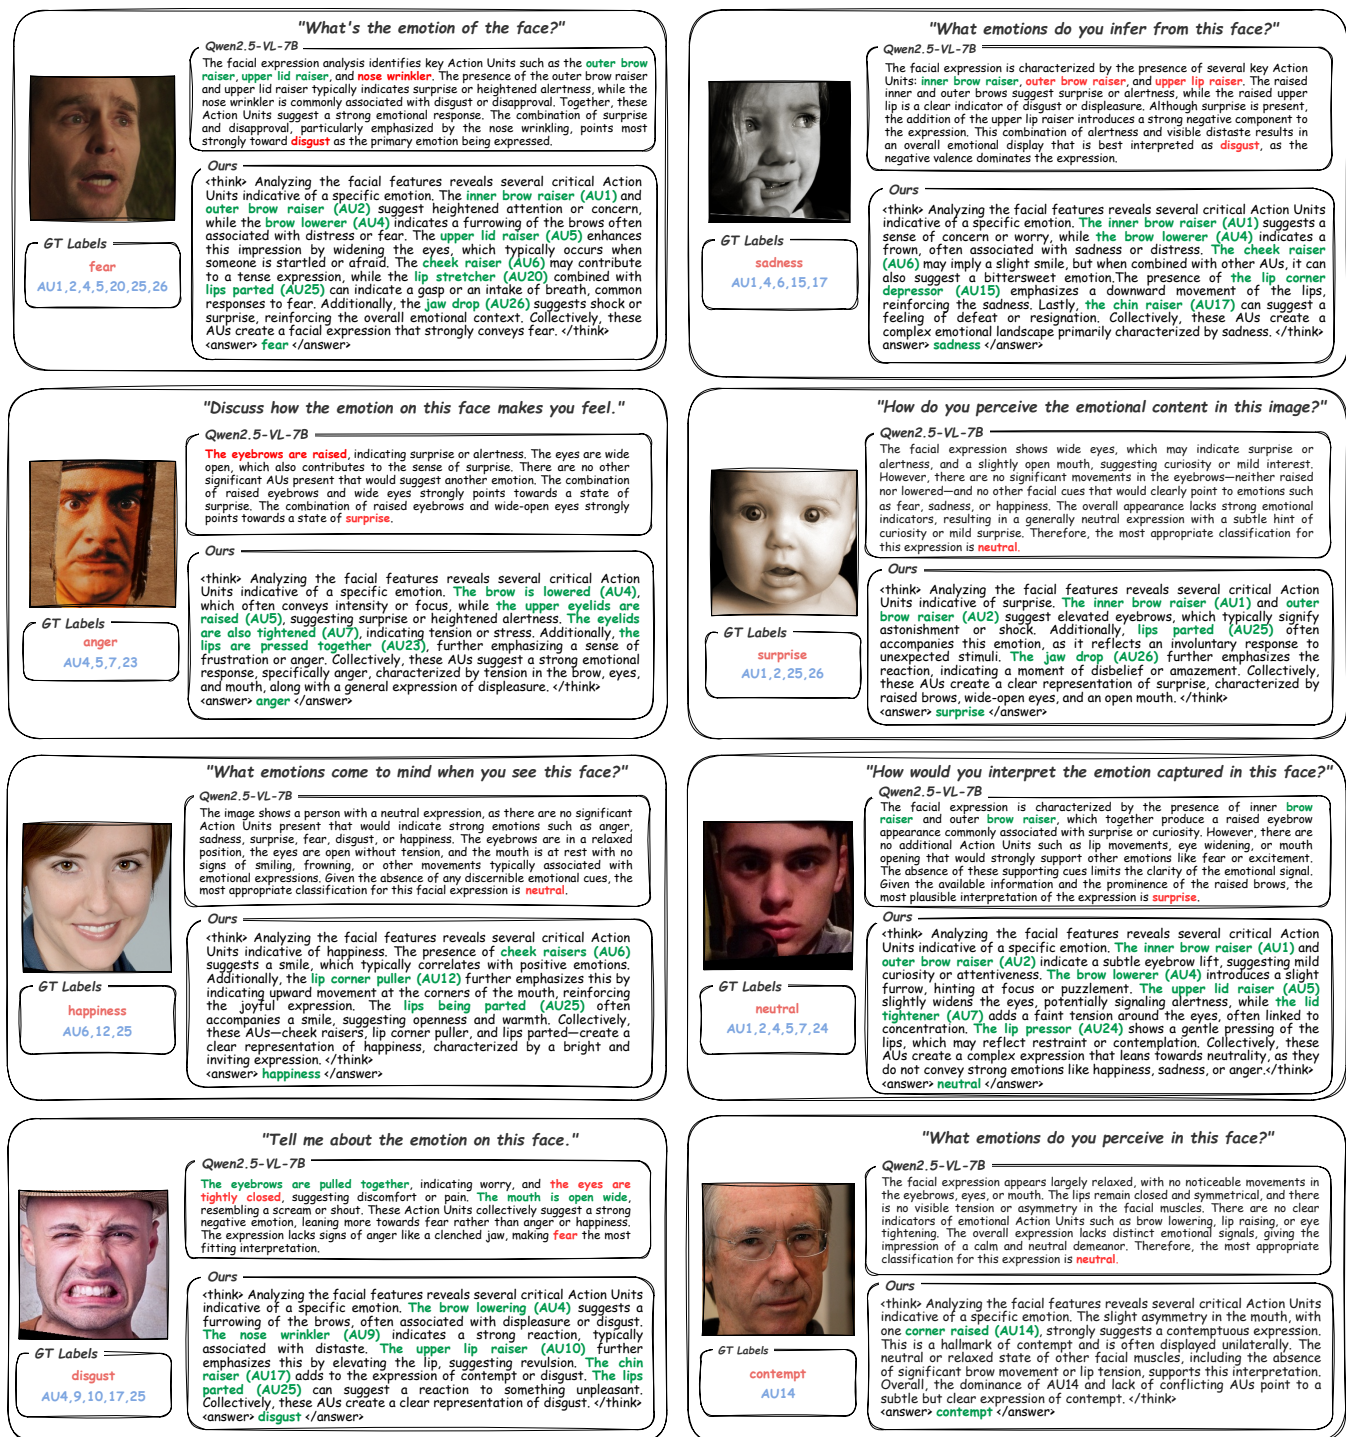 "What's the emotion of the face?"
Qwen2.5-VL-7B
The facial expression analysis identifies key Action Units such as the outer brow
raiser, upper lid raiser, and nose wrinkler. The presence of the outer brow raiser
and upper lid raiser typically indicates surprise or heightened alertness, while the
nose wrinkler is commonly associated with disgust or disapproval. Together, these
Action Units suggest a strong emotional response. The combination of surprise
and disapproval, particularly emphasized by the nose wrinkling, points most
strongly toward disgust as the primary emotion being expressed.
Ours
<think> Analyzing the facial features reveals several critical Action
Units indicative of a specific emotion. The inner brow raiser (AU1) and
outer brow raiser (AU2) suggest heightened attention or concern,
while the brow lowerer (AU4) indicates a furrowing of the brows often
associated with distress or fear. The upper lid raiser (AU5) enhances
this impression by widening the eyes, which typically occurs when
someone is startled or afraid. The cheek raiser (AU6) may contribute
to a tense expression, while the lip stretcher (AU20) combined with
lips parted (AU25) can indicate a gasp or an intake of breath, common
responses to fear. Additionally, the jaw drop (AU26) suggests shock or
surprise, reinforcing the overall emotional context. Collectively, these
AUs create a facial expression that strongly conveys fear. </think>
<answer> fear </answer>
GT Labels
fear
AU1,2,4,5,20,25,26
"What emotions do you infer from this face?"
Qwen2.5-VL-7B
The facial expression is characterized by the presence of several key Action
Units: inner brow raiser, outer brow raiser, and upper lip raiser. The raised
inner and outer brows suggest surprise or alertness, while the raised upper
lip is a clear indicator of disgust or displeasure. Although surprise is present,
the addition of the upper lip raiser introduces a strong negative component to
the expression. This combination of alertness and visible distaste results in
an overall emotional display that is best interpreted as disgust, as the
negative valence dominates the expression.
Ours
<think> Analyzing the facial features reveals several critical Action Units
indicative of a specific emotion. The inner brow raiser (AU1) suggests a
sense of concern or worry, while the brow lowerer (AU4) indicates a
frown, often associated with sadness or distress. The cheek raiser
(AU6) may imply a slight smile, but when combined with other AUs, it can
also suggest a bittersweet emotion.The presence of the lip corner
depressor (AU15) emphasizes a downward movement of the lips,
reinforcing the sadness. Lastly, the chin raiser (AU17) can suggest a
feeling of defeat or resignation. Collectively, these AUs create a
complex emotional landscape primarily characterized by sadness. </think>
answer> sadness </answer>
GT Labels
sadness
AU1,4,6,15,17
"Discuss how the emotion on this face makes you feel."
Qwen2.5-VL-7B
The eyebrows are raised, indicating surprise or alertness. The eyes are wide
open, which also contributes to the sense of surprise. There are no other
significant AUs present that would suggest another emotion. The combination
of raised eyebrows and wide eyes strongly points towards a state of
surprise. The combination of raised eyebrows and wide-open eyes strongly
points towards a state of surprise.
Ours
<think> Analyzing the facial features reveals several critical Action
Units indicative of a specific emotion. The brow is lowered (AU4),
which often conveys intensity or focus, while the upper eyelids are
raised (AU5), suggesting surprise or heightened alertness. The eyelids
are also tightened (AU7), indicating tension or stress. Additionally, the
lips are pressed together (AU23), further emphasizing a sense of
frustration or anger. Collectively, these AUs suggest a strong emotional
response, specifically anger, characterized by tension in the brow, eyes,
and mouth, along with a general expression of displeasure. </think>
<answer> anger </answer>
GT Labels
anger
AU4,5,7,23
"How do you perceive the emotional content in this image?"
Qwen2.5-VL-7B
The facial expression shows wide eyes, which may indicate surprise or
alertness, and a slightly open mouth, suggesting curiosity or mild interest.
However, there are no significant movements in the eyebrows—neither raised
nor lowered—and no other facial cues that would clearly point to emotions such
as fear, sadness, or happiness. The overall appearance lacks strong emotional
indicators, resulting in a generally neutral expression with a subtle hint of
curiosity or mild surprise. Therefore, the most appropriate classification for
this expression is neutral.
Ours
<think> Analyzing the facial features reveals several critical Action
Units indicative of surprise. The inner brow raiser (AU1) and outer
brow raiser (AU2) suggest elevated eyebrows, which typically signify
astonishment or shock. Additionally, lips parted (AU25) often
accompanies this emotion, as it reflects an involuntary response to
unexpected stimuli. The jaw drop (AU26) further emphasizes the
reaction, indicating a moment of disbelief or amazement. Collectively,
these AUs create a clear representation of surprise, characterized by
raised brows, wide-open eyes, and an open mouth. </think>
<answer> surprise </answer>
GT Labels
surprise
AU1,2,25,26
"What emotions come to mind when you see this face?"
Qwen2.5-VL-7B
The image shows a person with a neutral expression, as there are no significant
Action Units present that would indicate strong emotions such as anger,
sadness, surprise, fear, disgust, or happiness. The eyebrows are in a relaxed
position, the eyes are open without tension, and the mouth is at rest with no
signs of smiling, frowning, or other movements typically associated with
emotional expressions. Given the absence of any discernible emotional cues, the
most appropriate classification for this facial expression is neutral.
Ours
<think> Analyzing the facial features reveals several critical Action
Units indicative of happiness. The presence of cheek raisers (AU6)
suggests a smile, which typically correlates with positive emotions.
Additionally, the lip corner puller (AU12) further emphasizes this by
indicating upward movement at the corners of the mouth, reinforcing
the joyful expression. The lips being parted (AU25) often
accompanies a smile, suggesting openness and warmth. Collectively,
these AUs—cheek raisers, lip corner puller, and lips parted—create a
clear representation of happiness, characterized by a bright and
inviting expression. </think>
<answer> happiness </answer>
GT Labels
happiness
AU6,12,25
"How would you interpret the emotion captured in this face?"
Qwen2.5-VL-7B
The facial expression is characterized by the presence of inner brow
raiser and outer brow raiser, which together produce a raised eyebrow
appearance commonly associated with surprise or curiosity. However, there are
no additional Action Units such as lip movements, eye widening, or mouth
opening that would strongly support other emotions like fear or excitement.
The absence of these supporting cues limits the clarity of the emotional signal.
Given the available information and the prominence of the raised brows, the
most plausible interpretation of the expression is surprise.
Ours
<think> Analyzing the facial features reveals several critical Action
Units indicative of a specific emotion. The inner brow raiser (AU1) and
outer brow raiser (AU2) indicate a subtle eyebrow lift, suggesting mild
curiosity or attentiveness. The brow lowerer (AU4) introduces a slight
furrow, hinting at focus or puzzlement. The upper lid raiser (AU5)
slightly widens the eyes, potentially signaling alertness, while the lid
tightener (AU7) adds a faint tension around the eyes, often linked to
concentration. The lip pressor (AU24) shows a gentle pressing of the
lips, which may reflect restraint or contemplation. Collectively, these
AUs create a complex expression that leans towards neutrality, as they
do not convey strong emotions like happiness, sadness, or anger.</think>
<answer> neutral </answer>
GT Labels
neutral
AU1,2,4,5,7,24
"Tell me about the emotion on this face."
Qwen2.5-VL-7B
The eyebrows are pulled together, indicating worry, and the eyes are
tightly closed, suggesting discomfort or pain. The mouth is open wide,
resembling a scream or shout. These Action Units collectively suggest a strong
negative emotion, leaning more towards fear rather than anger or happiness.
The expression lacks signs of anger like a clenched jaw, making fear the most
fitting interpretation.
Ours
<think> Analyzing the facial features reveals several critical Action Units
indicative of a specific emotion. The brow lowering (AU4) suggests a
furrowing of the brows, often associated with displeasure or disgust.
The nose wrinkler (AU9) indicates a strong reaction, typically
associated with distaste. The upper lip raiser (AU10) further
emphasizes this by elevating the lip, suggesting revulsion. The chin
raiser (AU17) adds to the expression of contempt or disgust. The lips
parted (AU25) can suggest a reaction to something unpleasant.
Collectively, these AUs create a clear representation of disgust. </think>
<answer> disgust </answer>
GT Labels
disgust
AU4,9,10,17,25
"What emotions do you perceive in this face?"
Qwen2.5-VL-7B
The facial expression appears largely relaxed, with no noticeable movements in
the eyebrows, eyes, or mouth. The lips remain closed and symmetrical, and there
is no visible tension or asymmetry in the facial muscles. There are no clear
indicators of emotional Action Units such as brow lowering, lip raising, or eye
tightening. The overall expression lacks distinct emotional signals, giving the
impression of a calm and neutral demeanor. Therefore, the most appropriate
classification for this expression is neutral.
Ours
<think> Analyzing the facial features reveals several critical Action Units
indicative of a specific emotion. The slight asymmetry in the mouth, with
one corner raised (AU14), strongly suggests a contemptuous expression.
This is a hallmark of contempt and is often displayed unilaterally. The
neutral or relaxed state of other facial muscles, including the absence
of significant brow movement or lip tension, supports this interpretation.
Overall, the dominance of AU14 and lack of conflicting AUs point to a
subtle but clear expression of contempt. </think>
<answer> contempt </answer>
GT Labels
contempt
AU14